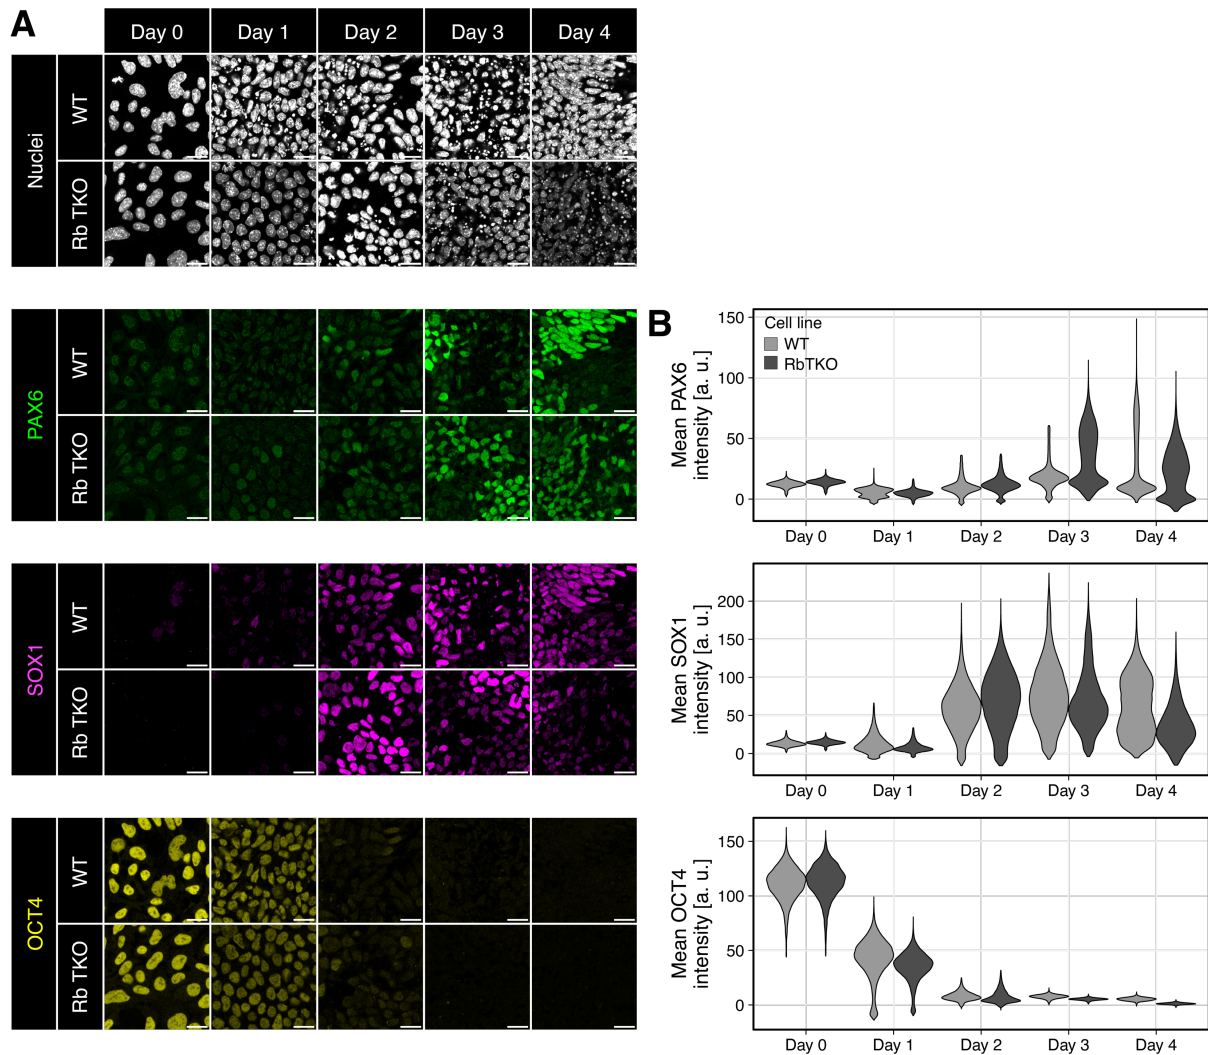 A
Day 0 Day 1 Day 2 Day 3 Day 4
Nuclei
WT
Rb TKO
PAX6
WT
Rb TKO
SOX1
WT
Rb TKO
OCT4
WT
Rb TKO
B
Mean PAX6
intensity [a. u.]
150
100
50
0
Cell line
WT
RbTKO
Day 0 Day 1 Day 2 Day 3 Day 4
Mean SOX1
intensity [a. u.]
200
150
100
50
0
Day 0 Day 1 Day 2 Day 3 Day 4
Mean OCT4
intensity [a. u.]
150
100
50
0
Day 0 Day 1 Day 2 Day 3 Day 4